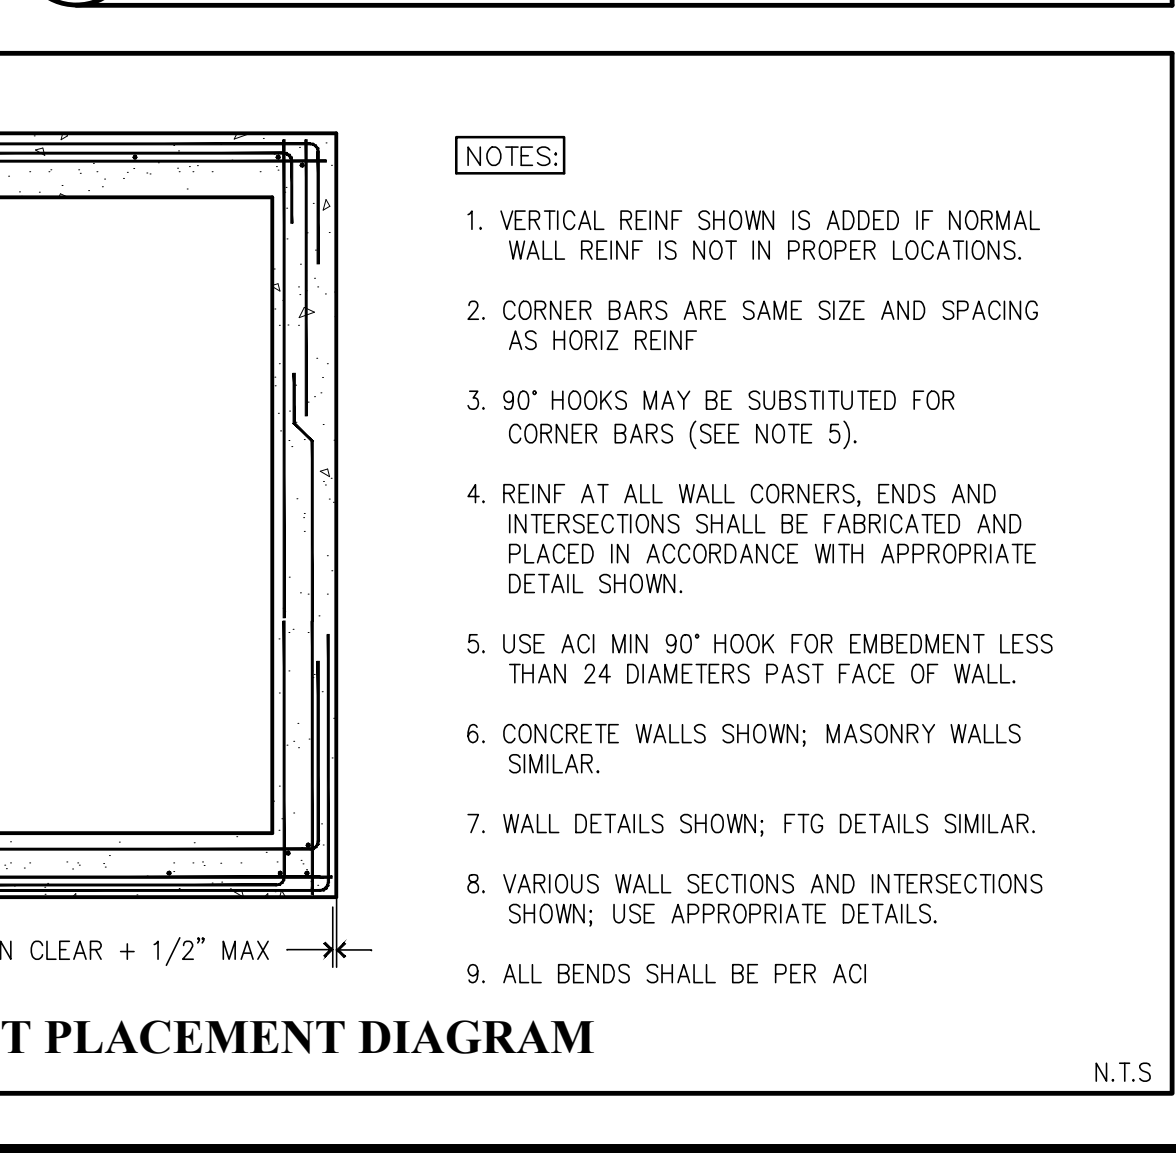 NOTES:
1. VERTICAL REINF SHOWN IS ADDED IF NORMAL
WALL REINF IS NOT IN PROPER LOCATIONS.
2. CORNER BARS ARE SAME SIZE AND SPACING
AS HORIZ REINF
3. 90° HOOKS MAY BE SUBSTITUTED FOR
CORNER BARS (SEE NOTE 5).
4. REINF AT ALL WALL CORNERS, ENDS AND
INTERSECTIONS SHALL BE FABRICATED AND
PLACED IN ACCORDANCE WITH APPROPRIATE
DETAIL SHOWN.
5. USE ACI MIN 90° HOOK FOR EMBEDMENT LESS
THAN 24 DIAMETERS PAST FACE OF WALL.
6. CONCRETE WALLS SHOWN; MASONRY WALLS
SIMILAR.
7. WALL DETAILS SHOWN; FTG DETAILS SIMILAR.
8. VARIOUS WALL SECTIONS AND INTERSECTIONS
SHOWN; USE APPROPRIATE DETAILS.
9. ALL BENDS SHALL BE PER ACI
N CLEAR + 1/2" MAX
T PLACEMENT DIAGRAM
N.T.S